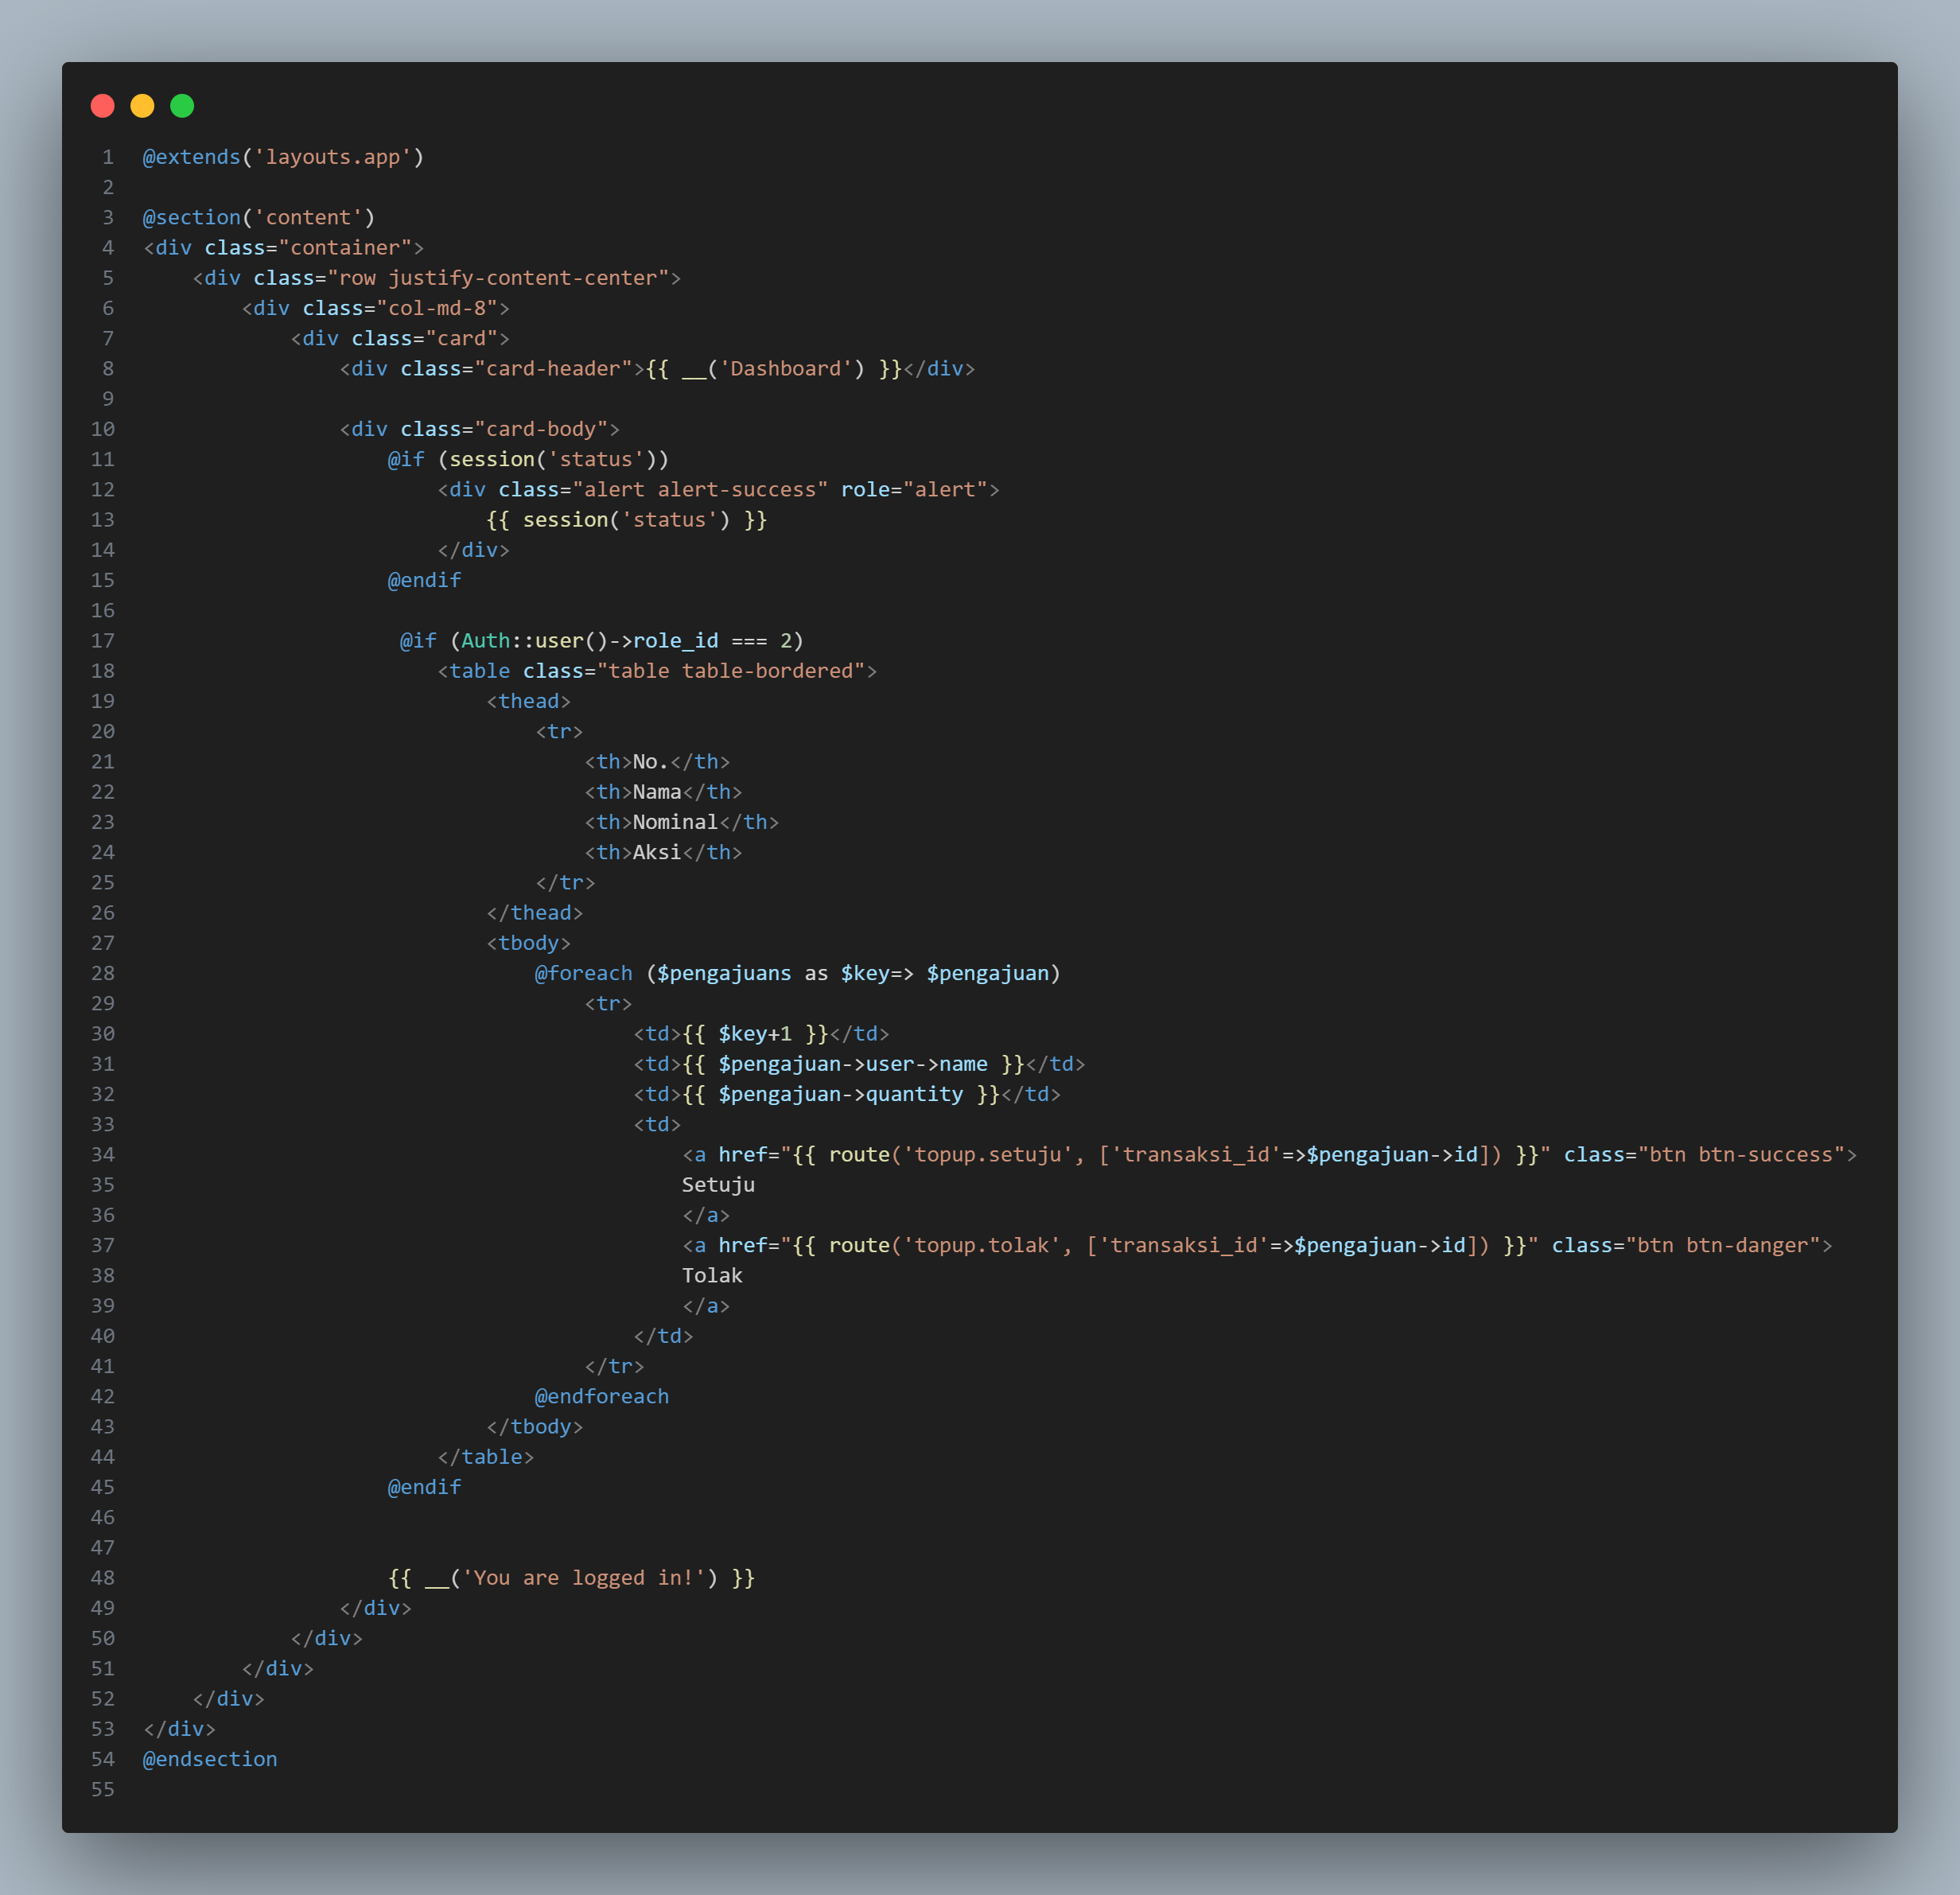 1 @extends('layouts.app')
2
3 @section('content')
4 <div class="container">
5     <div class="row justify-content-center">
6         <div class="col-md-8">
7             <div class="card">
8                 <div class="card-header">{{ __('Dashboard') }}</div>
9
10                 <div class="card-body">
11                     @if (session('status'))
12                         <div class="alert alert-success" role="alert">
13                             {{ session('status') }}
14                         </div>
15                     @endif
16
17                      @if (Auth::user()->role_id === 2)
18                         <table class="table table-bordered">
19                             <thead>
20                                 <tr>
21                                     <th>No.</th>
22                                     <th>Nama</th>
23                                     <th>Nominal</th>
24                                     <th>Aksi</th>
25                                 </tr>
26                             </thead>
27                             <tbody>
28                                 @foreach ($pengajuans as $key=> $pengajuan)
29                                     <tr>
30                                         <td>{{ $key+1 }}</td>
31                                         <td>{{ $pengajuan->user->name }}</td>
32                                         <td>{{ $pengajuan->quantity }}</td>
33                                         <td>
34                                             <a href="{{ route('topup.setuju', ['transaksi_id'=>$pengajuan->id]) }}" class="btn btn-success">
35                                             Setuju
36                                             </a>
37                                             <a href="{{ route('topup.tolak', ['transaksi_id'=>$pengajuan->id]) }}" class="btn btn-danger">
38                                             Tolak
39                                             </a>
40                                         </td>
41                                     </tr>
42                                 @endforeach
43                             </tbody>
44                         </table>
45                     @endif
46
47
48                     {{ __('You are logged in!') }}
49                 </div>
50             </div>
51         </div>
52     </div>
53 </div>
54 @endsection
55